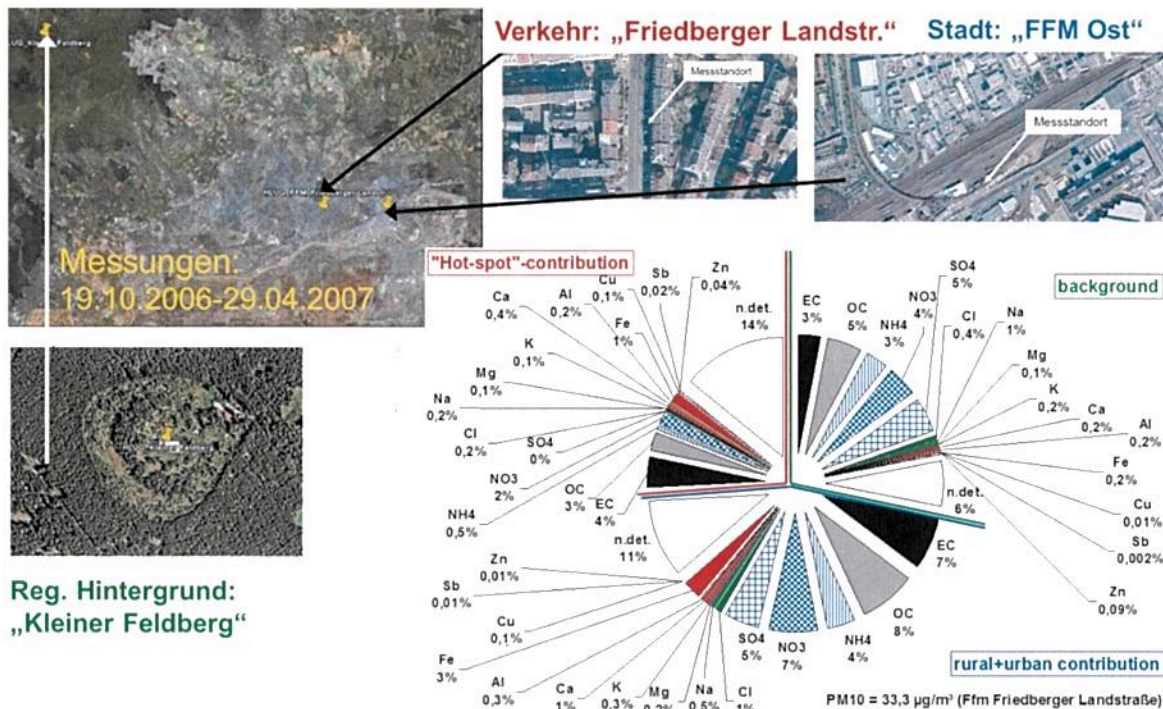 Verkehr: „Friedberger Landstr.“
Stadt: „FFM Ost“
Messstandort
Messstandort
Messungen:
19.10.2006-29.04.2007
Reg. Hintergrund:
„Kleiner Feldberg“
"Hot-spot"-contribution
Ca
0,4%
Al
0,2%
Cu
0,1%
Sb
0,02%
Zn
0,04%
n.det.
14%
Fe
1%
K
0,1%
Mg
0,1%
Na
0,2%
Cl
0,2%
SO4
0%
NO3
2%
NH4
0,5%
OC
3%
EC
4%
background
EC
3%
OC
5%
NH4
3%
NO3
4%
SO4
5%
Cl
0,4%
Na
1%
Mg
0,1%
K
0,2%
Ca
0,2%
Al
0,2%
Fe
0,2%
Cu
0,01%
Sb
0,002%
Zn
0,09%
n.det.
6%
EC
7%
OC
8%
NH4
4%
NO3
7%
SO4
5%
Cl
1%
Na
0,5%
Mg
K
0,3%
Ca
1%
Al
0,3%
Fe
3%
Cu
0,1%
Sb
0,01%
Zn
0,01%
n.det.
11%
rural+urban contribution
PM10 = 33,3 µg/m³ (Ffm Friedberger Landstraße)